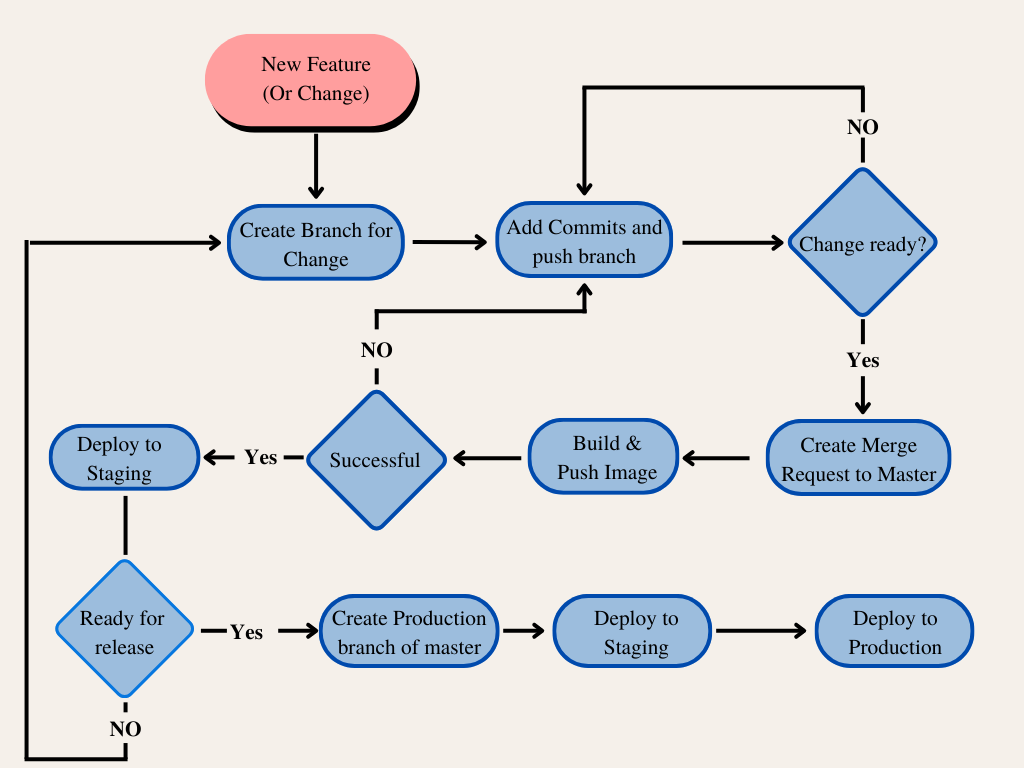 New Feature
(Or Change)
NO
Create Branch for
Change
Add Commits and
push branch
Change ready?
NO
Yes
Deploy to
Staging
Yes
Successful
Build &
Push Image
Create Merge
Request to Master
Ready for
release
Yes
Create Production
branch of master
Deploy to
Staging
Deploy to
Production
NO